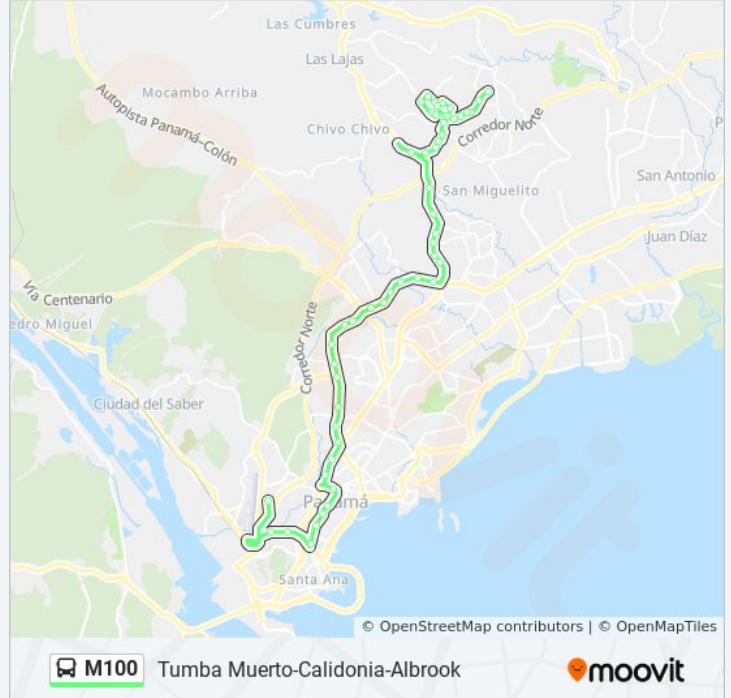 Las Cumbres
Las Lajas
Mocambo Arriba
Autopista Panamá-Colón
Chivo Chivo
Corredor Norte
San Antonio
San Miguelito
Juan Díaz
Vía Centenario
edro Miguel
Corredor Norte
Ciudad del Saber
Panamá
Santa Ana
© OpenStreetMap contributors | © OpenMapTiles
M100 Tumba Muerto-Calidonia-Albrook
moovit